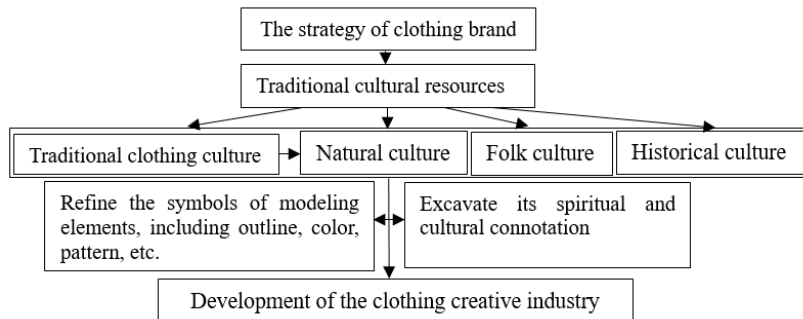 The strategy of clothing brand
Traditional cultural resources
Traditional clothing culture
Natural culture
Folk culture
Historical culture
Refine the symbols of modeling
elements, including outline, color,
pattern, etc.
Excavate its spiritual and
cultural connotation
Development of the clothing creative industry